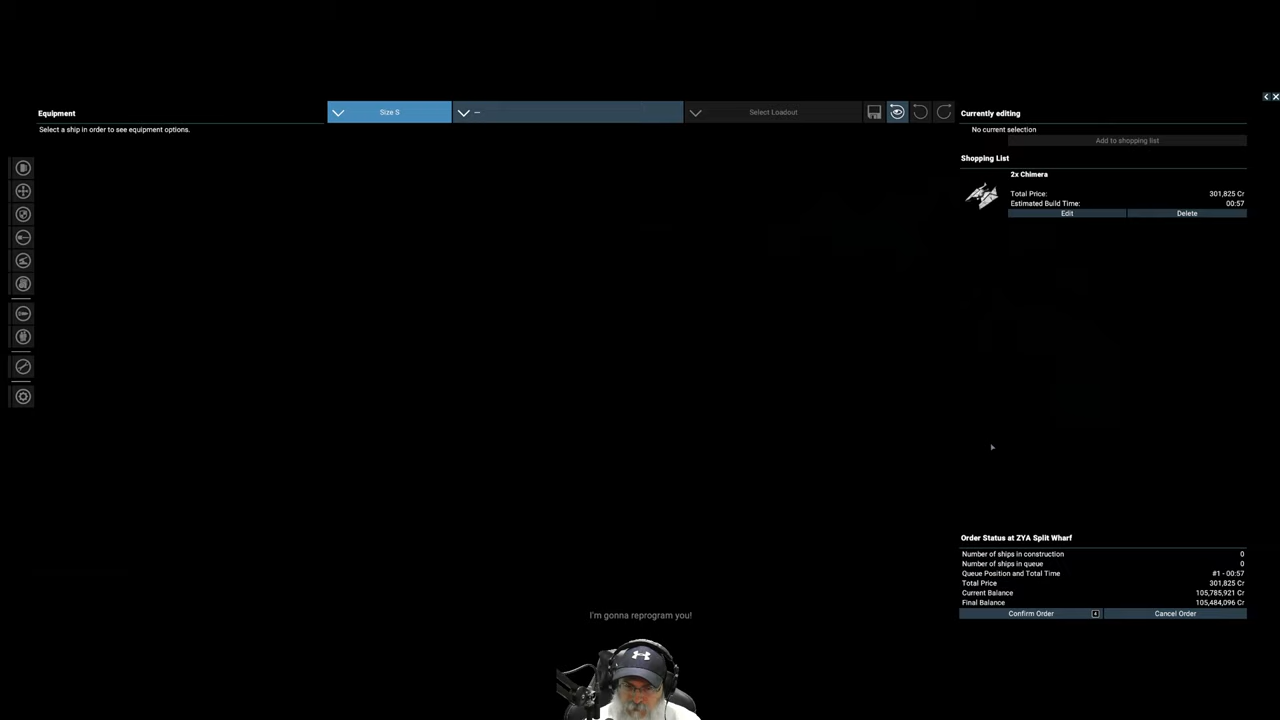 Equipment
Select a ship in order to see equipment options.
Size S
—
Select Loadout
Currently editing
No current selection
Add to shopping list
Shopping List
2x Chimera
Total Price: 301,825 Cr
Estimated Build Time: 00:57
Edit
Delete
Order Status at ZYA Split Wharf
Number of ships in construction 0
Number of ships in queue 0
Queue Position and Total Time #1 - 00:57
Total Price 301,825 Cr
Current Balance 105,785,921 Cr
Final Balance 105,484,096 Cr
Confirm Order
Cancel Order
I'm gonna reprogram you!